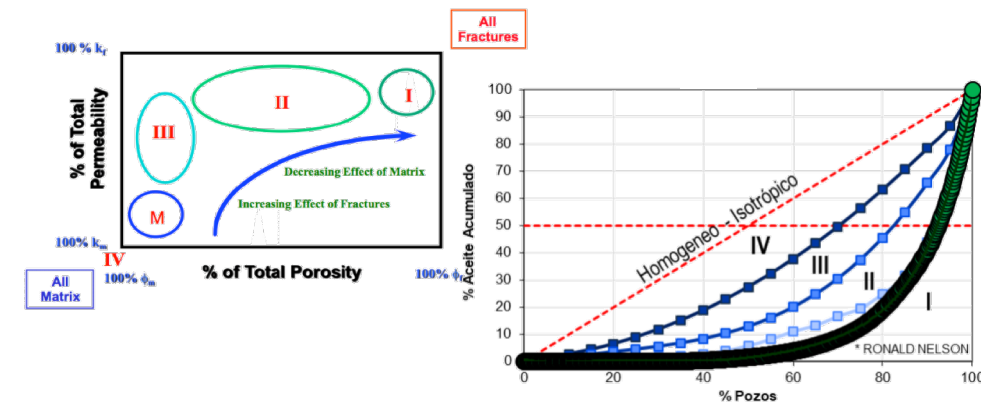 All
Fractures
100 % kf
% of Total
Permeability
I
II
III
M
Decreasing Effect of Matrix
Increasing Effect of Fractures
100% km
IV
100% ϕm
% of Total Porosity
100% ϕf
All
Matrix
% Aceite Acumulado
100
90
80
70
60
50
40
30
20
10
0
Homogeneo - Isotrópico
IV
III
II
I
* RONALD NELSON
0
20
40
60
80
100
% Pozos